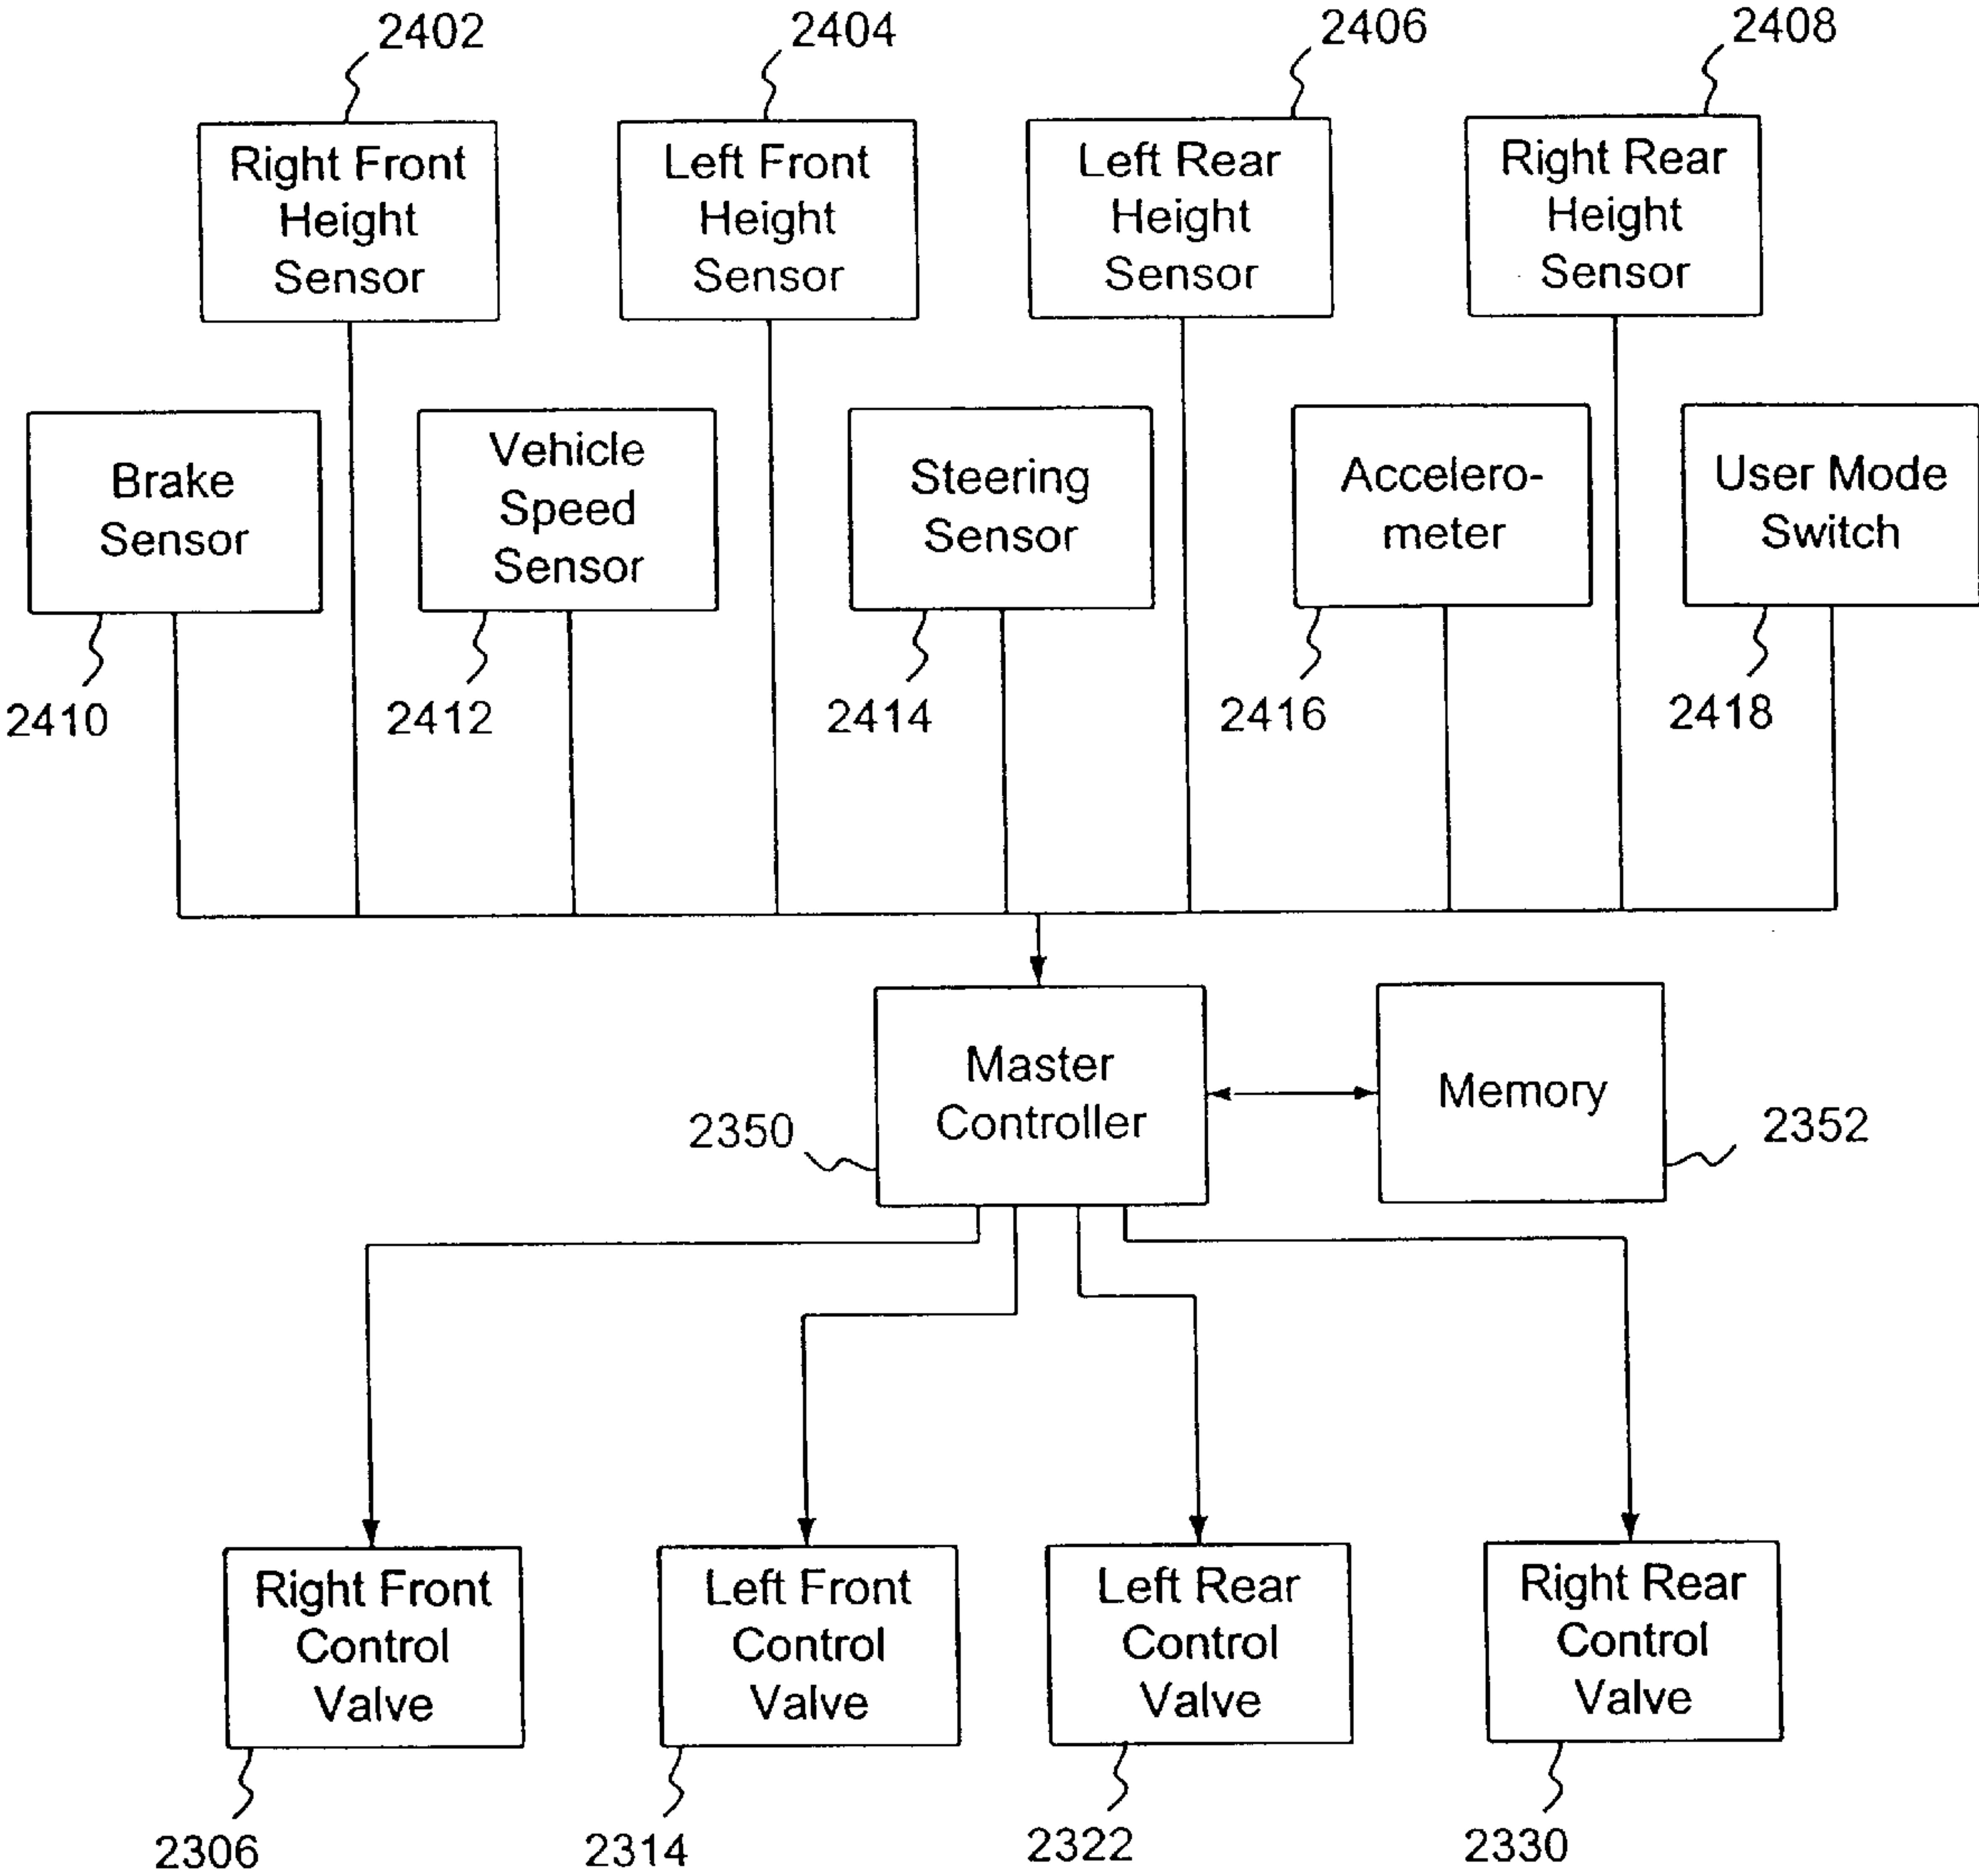 2402
2404
2406
2408
Right Front
Height
Sensor
Left Front
Height
Sensor
Left Rear
Height
Sensor
Right Rear
Height
Sensor
Brake
Sensor
Vehicle
Speed
Sensor
Steering
Sensor
Accelero-
meter
User Mode
Switch
2410
2412
2414
2416
2418
Master
Controller
Memory
2350
2352
Right Front
Control
Valve
Left Front
Control
Valve
Left Rear
Control
Valve
Right Rear
Control
Valve
2306
2314
2322
2330